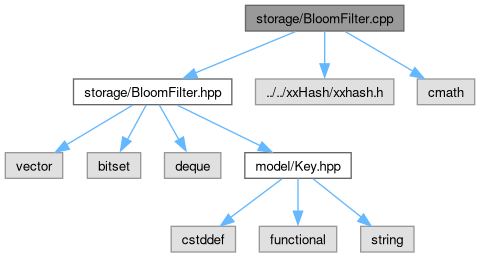 storage/BloomFilter.cpp
storage/BloomFilter.hpp
../../xxHash/xxhash.h
cmath
vector
bitset
deque
model/Key.hpp
cstddef
functional
string